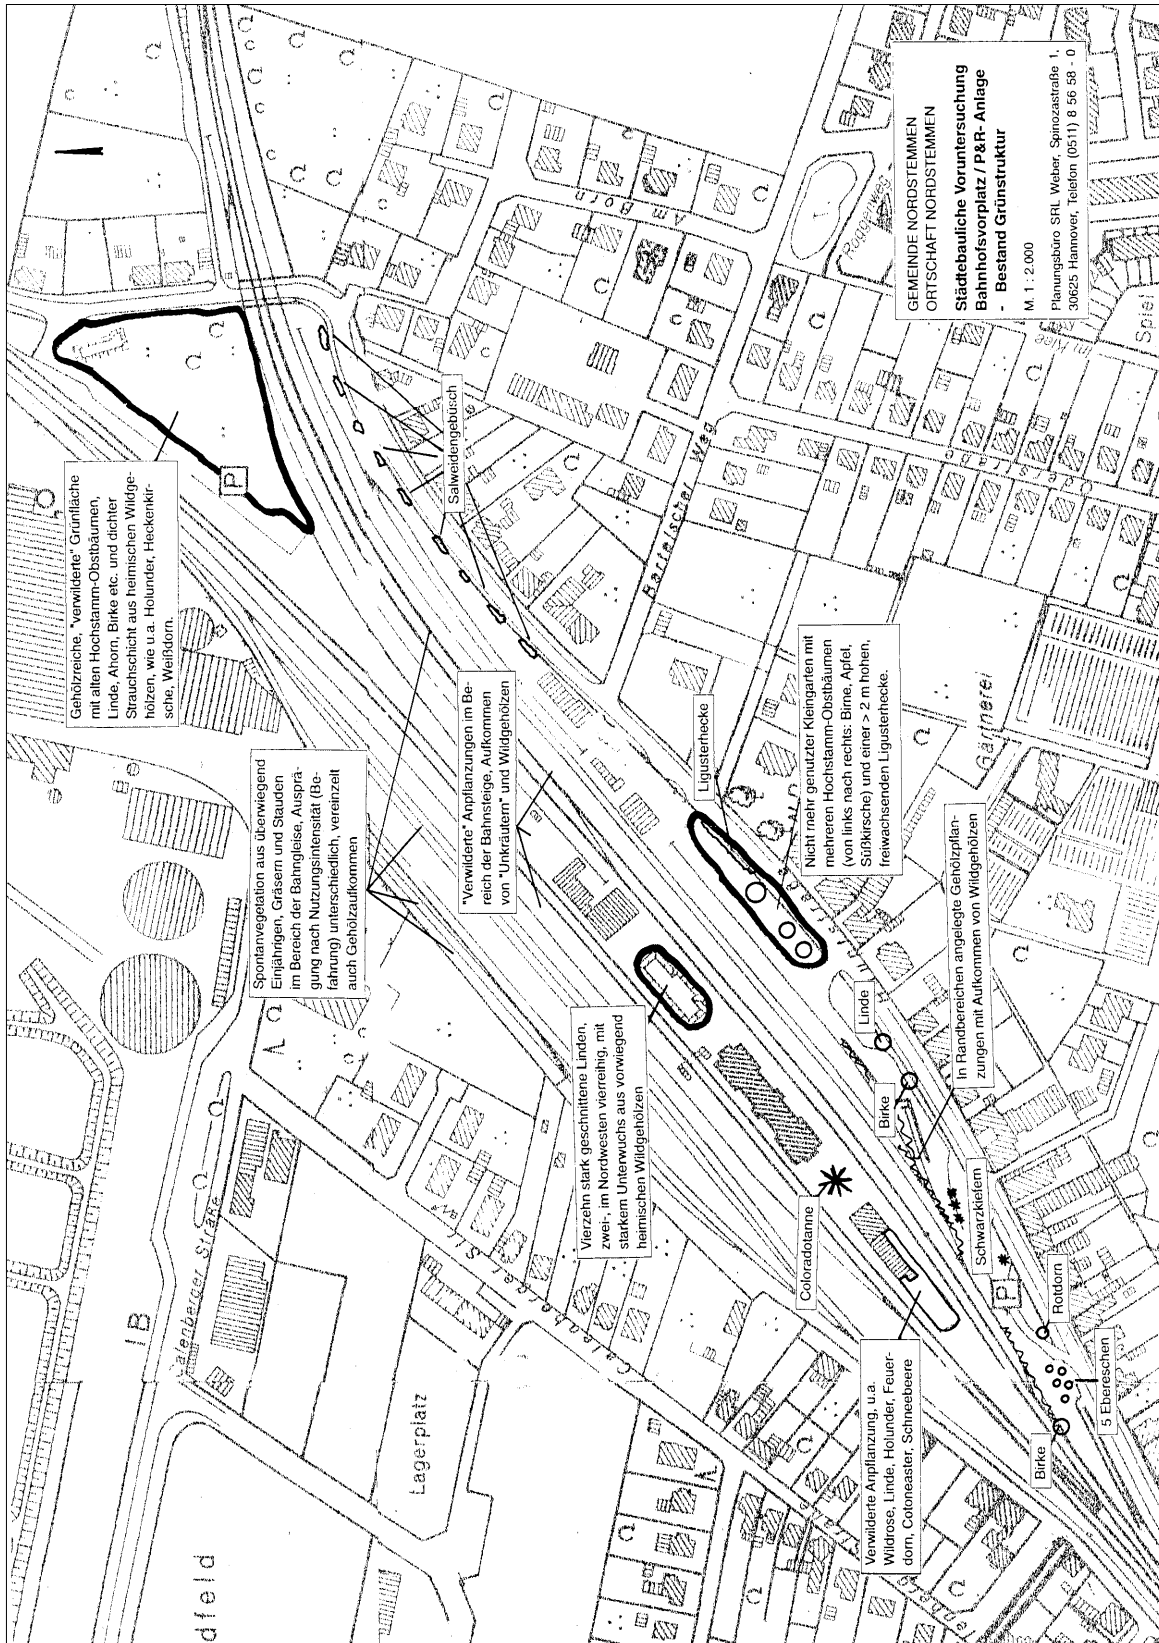 Gehölzreiche, "verwilderte" Grünfläche
mit alten Hochstamm-Obstbäumen,
Linde, Ahorn, Birke etc. und dichter
Strauchschicht aus heimischen Wildge-
hölzen, wie u.a. Holunder, Heckenkir-
sche, Weißdorn.
P
Spontanvegetation aus überwiegend
Einjährigen, Gräsern und Stauden
im Bereich der Bahngleise, Ausprä-
gung nach Nutzungsintensität (Be-
fahrung) unterschiedlich, vereinzelt
auch Gehölzaufkommen
"Verwilderte" Anpflanzungen im Be-
reich der Bahnsteige, Aufkommen
von "Unkräutern" und Wildgehölzen
Salweidengebüsch
Ligusterhecke
Nicht mehr genutzter Kleingarten mit
mehreren Hochstamm-Obstbäumen
(von links nach rechts: Birne, Apfel,
Süßkirsche) und einer > 2 m hohen,
freiwachsenden Ligusterhecke.
Vierzehn stark geschnittene Linden,
zwei-, im Nordwesten vierreihig, mit
starkem Unterwuchs aus vorwiegend
heimischen Wildgehölzen
Linde
Birke
In Randbereichen angelegte Gehölzpflan-
zungen mit Aufkommen von Wildgehölzen
Coloradotanne
Schwarzkiefern
P
Rotdorn
5 Ebereschen
Birke
Verwilderte Anpflanzung, u.a.
Wildrose, Linde, Holunder, Feuer-
dorn, Cotoneaster, Schneebeere
dfeld
Lagerplatz
1B
Calenberger Straße
Bartelscher Weg
Am Born
Roggenweg
Im Klee
Spiel
Gärtnerei
GEMEINDE NORDSTEMMEN
ORTSCHAFT NORDSTEMMEN
Städtebauliche Voruntersuchung
Bahnhofsvorplatz / P&R- Anlage
- Bestand Grünstruktur
M. 1 : 2.000
Planungsbüro SRL Weber, Spinozastraße 1,
30625 Hannover, Telefon (0511) 8 56 58 - 0